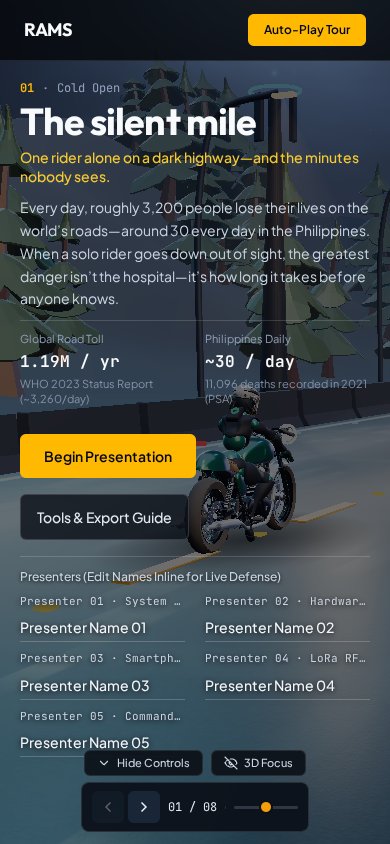 RAMS
Auto-Play Tour
01 · Cold Open
The silent mile
One rider alone on a dark highway—and the minutes
nobody sees.
Every day, roughly 3,200 people lose their lives on the
world's roads—around 30 every day in the Philippines.
When a solo rider goes down out of sight, the greatest
danger isn't the hospital—it's how long it takes before
anyone knows.
Global Road Toll
Philippines Daily
1.19M / yr
~30 / day
WHO 2023 Status Report
(~3,260/day)
11,096 deaths recorded in 2021
(PSA)
Begin Presentation
Tools & Export Guide
Presenters (Edit Names Inline for Live Defense)
Presenter 01 · System …
Presenter 02 · Hardwar…
Presenter Name 01
Presenter Name 02
Presenter 03 · Smartph…
Presenter 04 · LoRa RF…
Presenter Name 03
Presenter Name 04
Presenter 05 · Command…
Presenter Name 05
Hide Controls
3D Focus
01 / 08